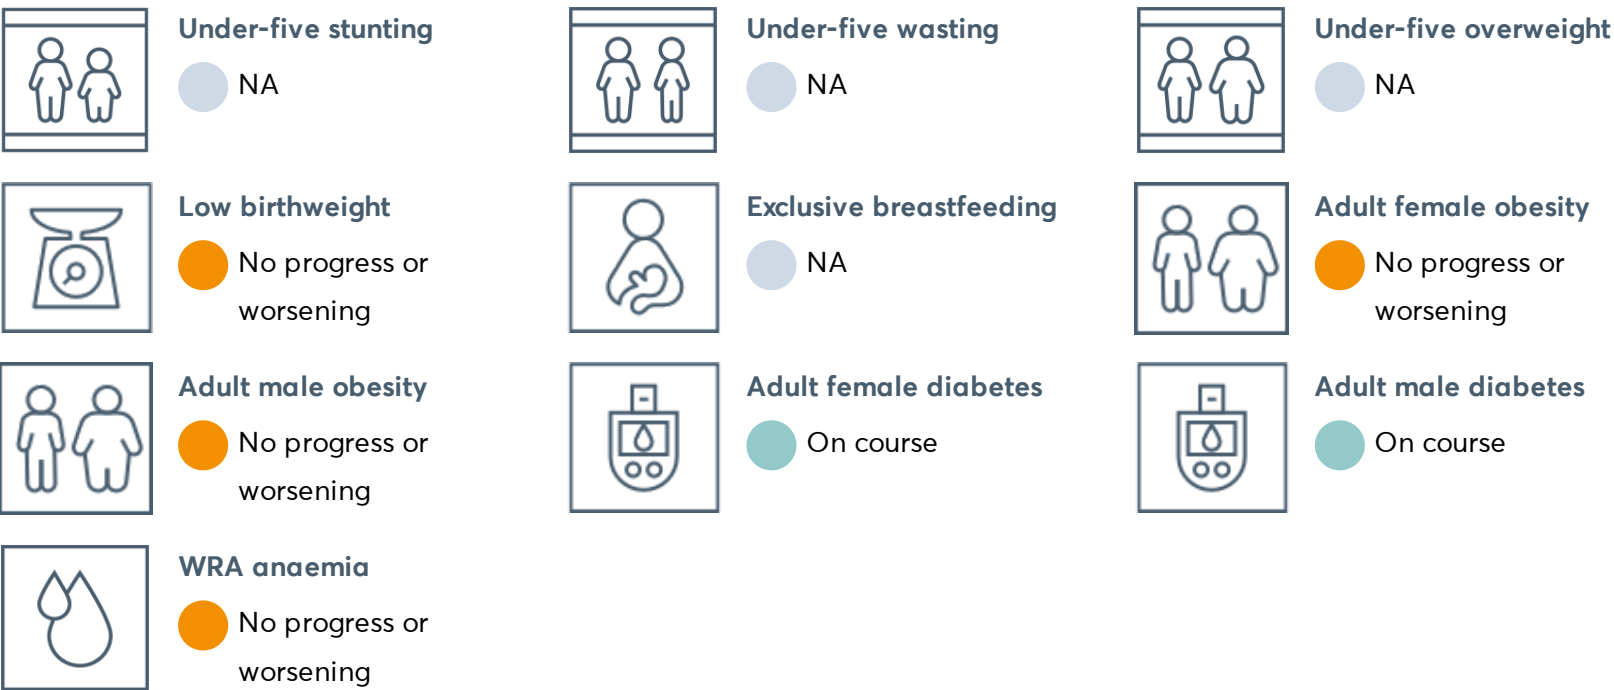 Under-five stunting
NA
Under-five wasting
NA
Under-five overweight
NA
Low birthweight
No progress or
worsening
Exclusive breastfeeding
NA
Adult female obesity
No progress or
worsening
Adult male obesity
No progress or
worsening
Adult female diabetes
On course
Adult male diabetes
On course
WRA anaemia
No progress or
worsening